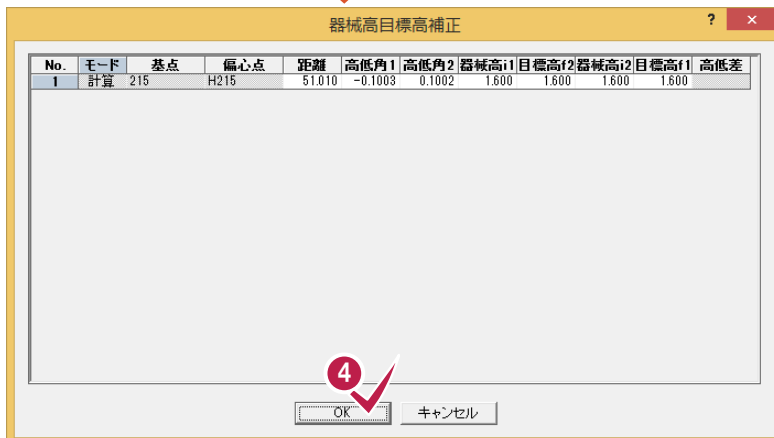 器械高目標高補正 ? ×
No. モード 基点 偏心点 距離 高低角1 高低角2 器械高i1 目標高f2 器械高i2 目標高f1 高低差
1 計算 215 H215 51.010 -0.1003 0.1002 1.600 1.600 1.600 1.600
4
OK キャンセル